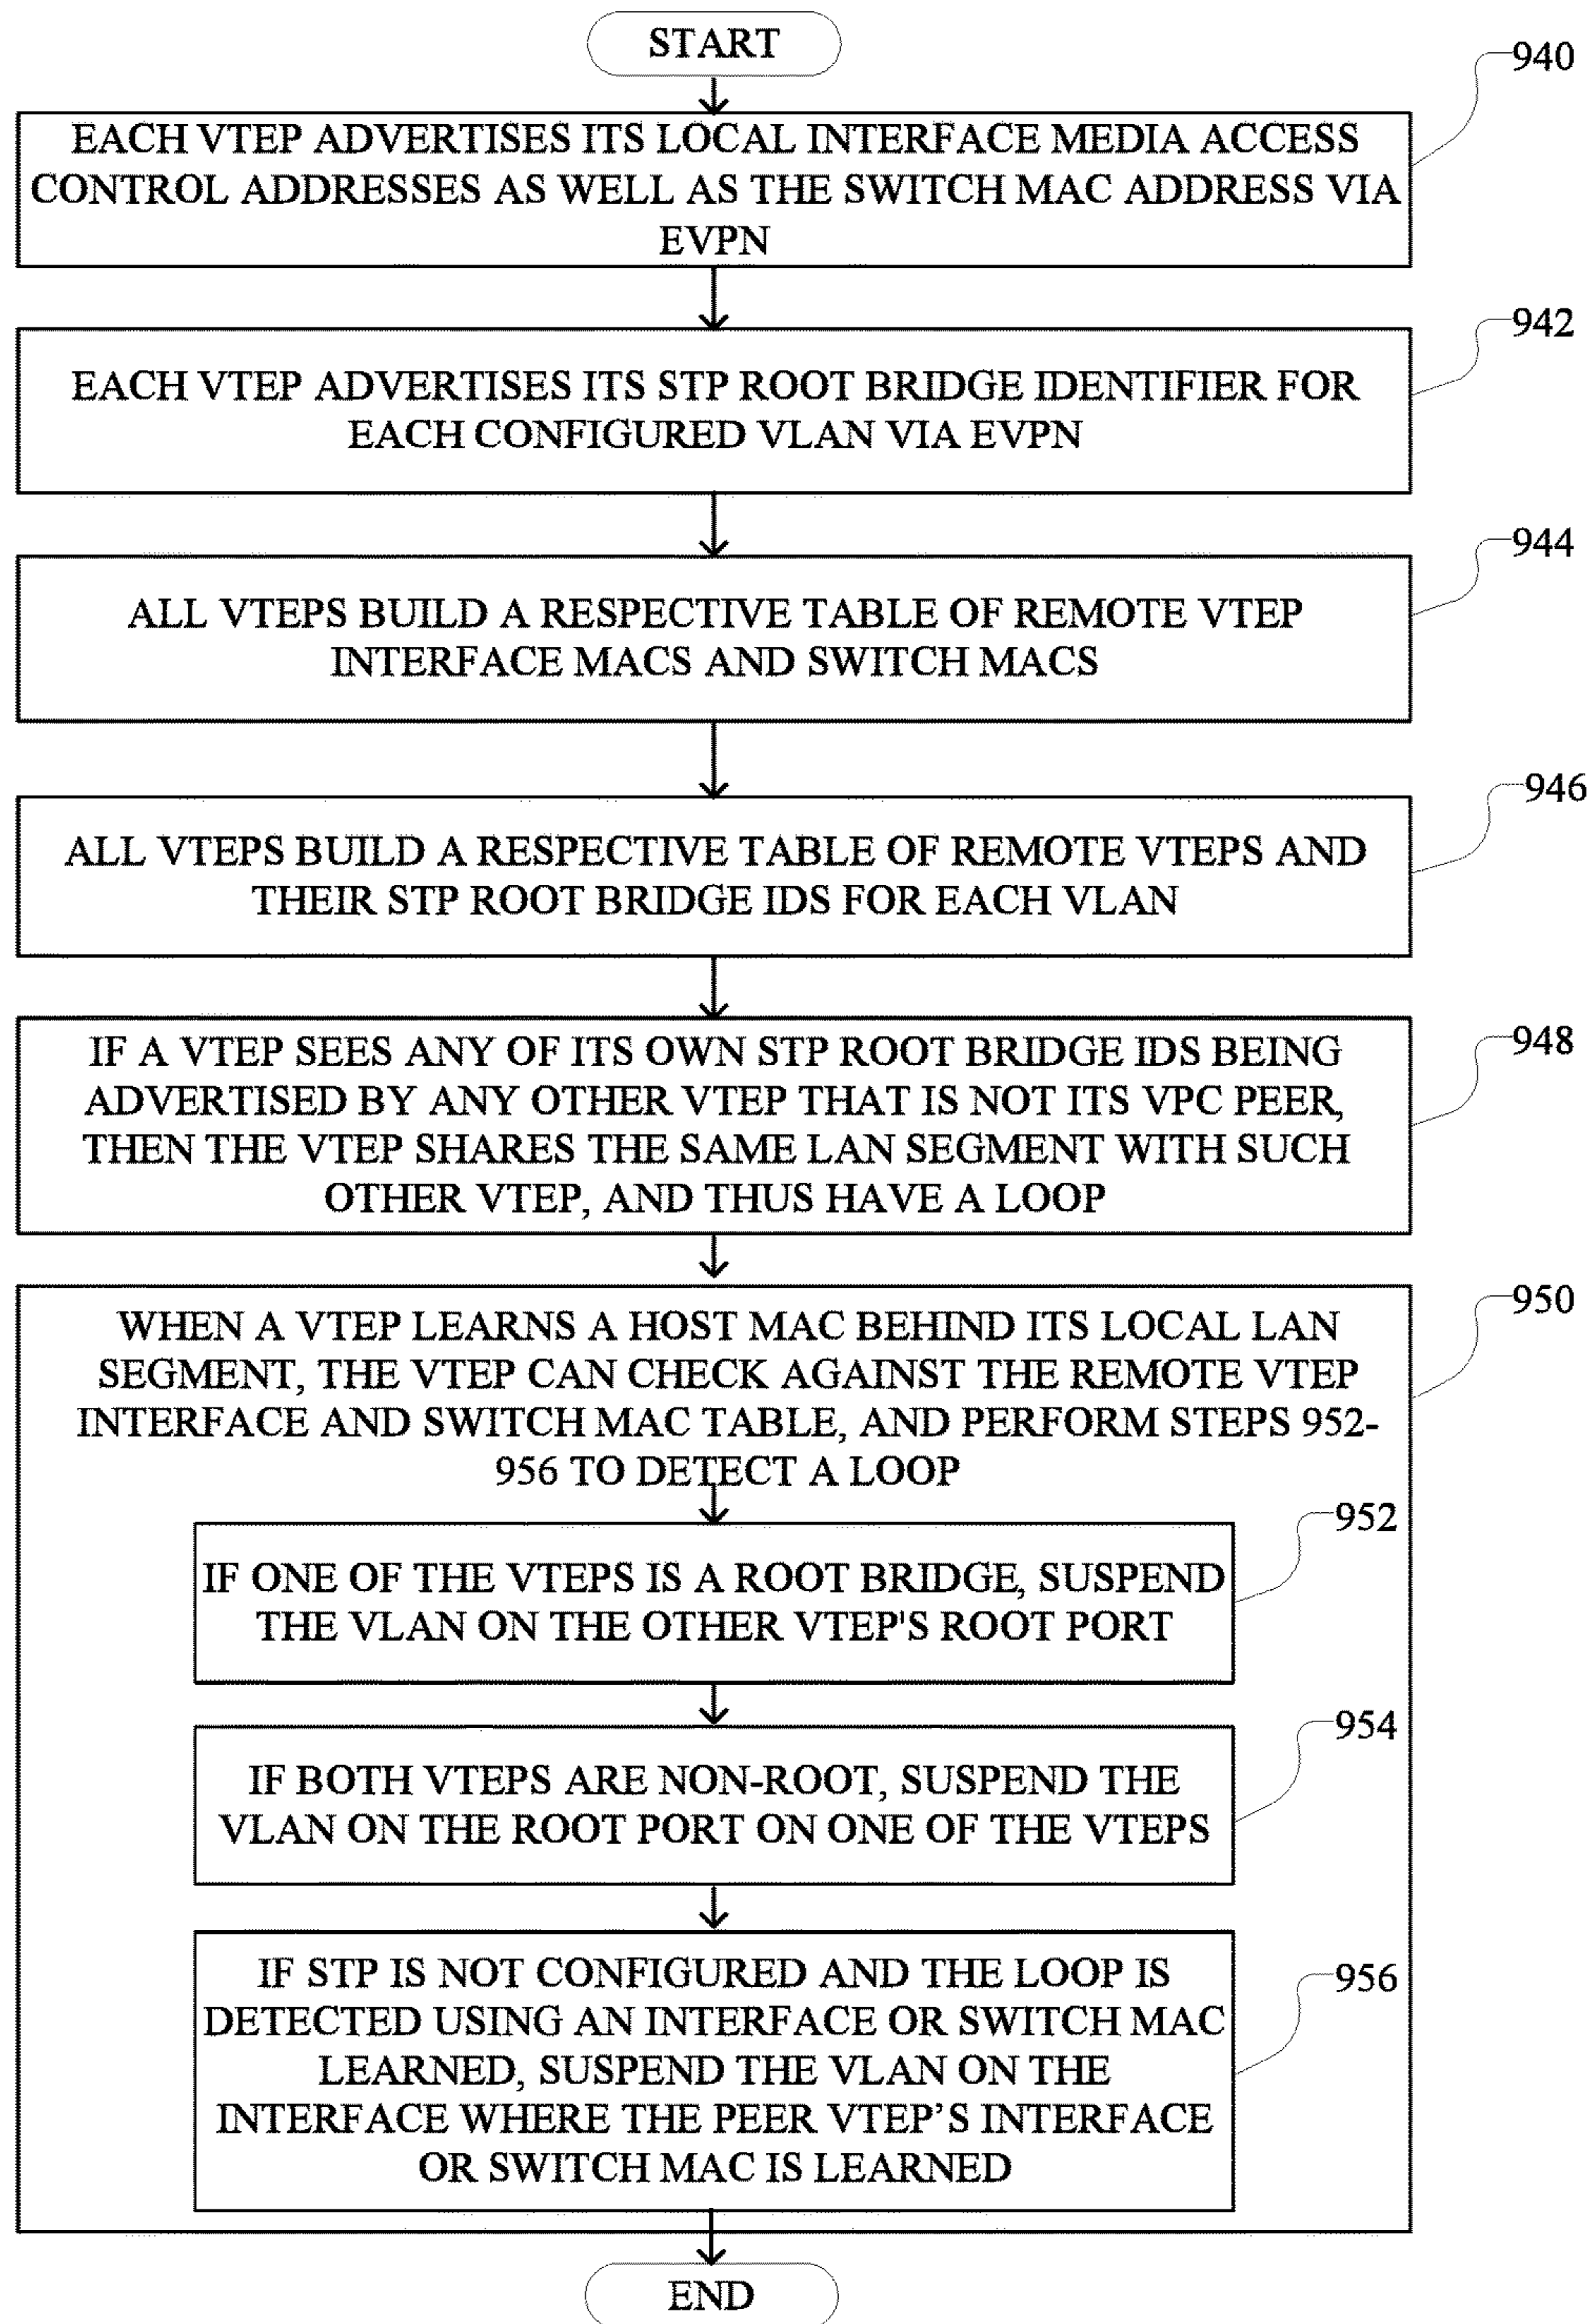 START
940
EACH VTEP ADVERTISES ITS LOCAL INTERFACE MEDIA ACCESS
CONTROL ADDRESSES AS WELL AS THE SWITCH MAC ADDRESS VIA
EVPN
942
EACH VTEP ADVERTISES ITS STP ROOT BRIDGE IDENTIFIER FOR
EACH CONFIGURED VLAN VIA EVPN
944
ALL VTEPS BUILD A RESPECTIVE TABLE OF REMOTE VTEP
INTERFACE MACS AND SWITCH MACS
946
ALL VTEPS BUILD A RESPECTIVE TABLE OF REMOTE VTEPS AND
THEIR STP ROOT BRIDGE IDS FOR EACH VLAN
948
IF A VTEP SEES ANY OF ITS OWN STP ROOT BRIDGE IDS BEING
ADVERTISED BY ANY OTHER VTEP THAT IS NOT ITS VPC PEER,
THEN THE VTEP SHARES THE SAME LAN SEGMENT WITH SUCH
OTHER VTEP, AND THUS HAVE A LOOP
950
WHEN A VTEP LEARNS A HOST MAC BEHIND ITS LOCAL LAN
SEGMENT, THE VTEP CAN CHECK AGAINST THE REMOTE VTEP
INTERFACE AND SWITCH MAC TABLE, AND PERFORM STEPS 952-
956 TO DETECT A LOOP
952
IF ONE OF THE VTEPS IS A ROOT BRIDGE, SUSPEND
THE VLAN ON THE OTHER VTEP'S ROOT PORT
954
IF BOTH VTEPS ARE NON-ROOT, SUSPEND THE
VLAN ON THE ROOT PORT ON ONE OF THE VTEPS
956
IF STP IS NOT CONFIGURED AND THE LOOP IS
DETECTED USING AN INTERFACE OR SWITCH MAC
LEARNED, SUSPEND THE VLAN ON THE
INTERFACE WHERE THE PEER VTEP’S INTERFACE
OR SWITCH MAC IS LEARNED
END